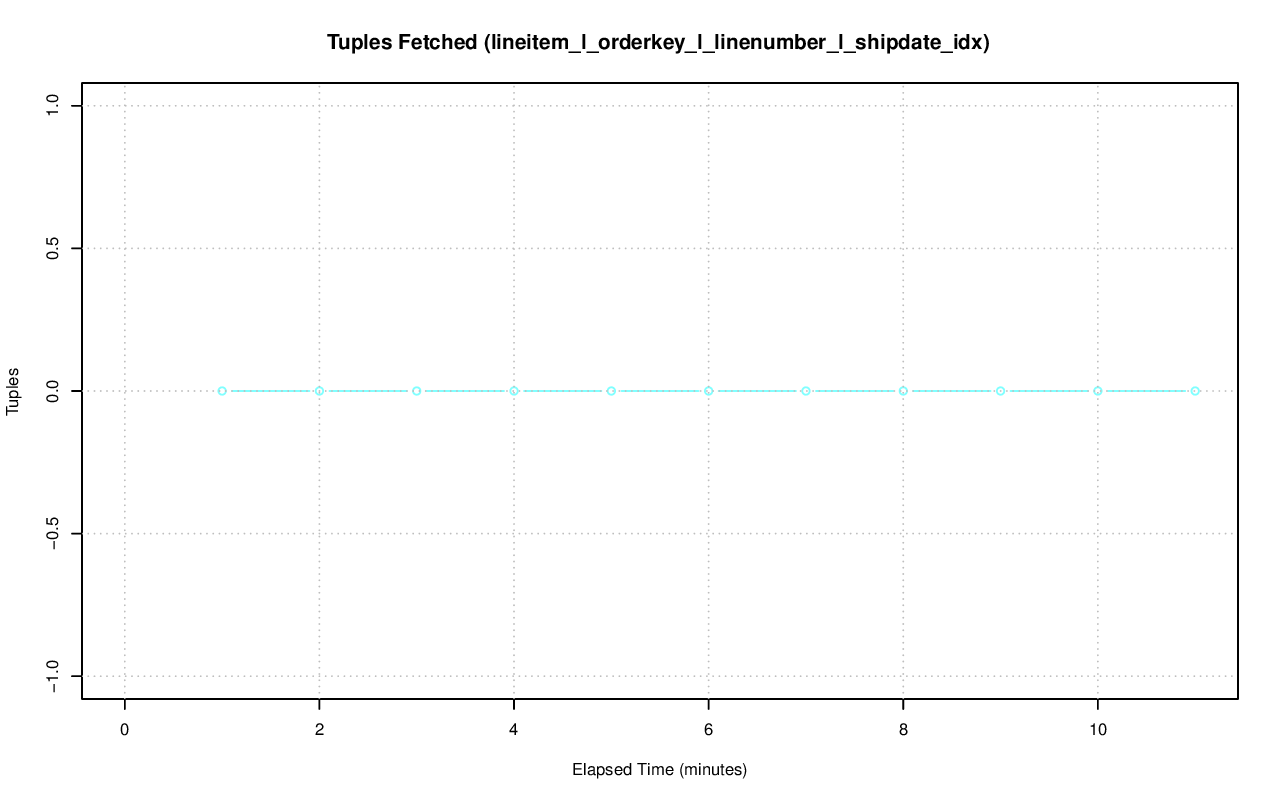 Tuples Fetched (lineitem_l_orderkey_l_linenumber_l_shipdate_idx)
1.0
0.5
0.0
−0.5
−1.0
Tuples
0 2 4 6 8 10
Elapsed Time (minutes)